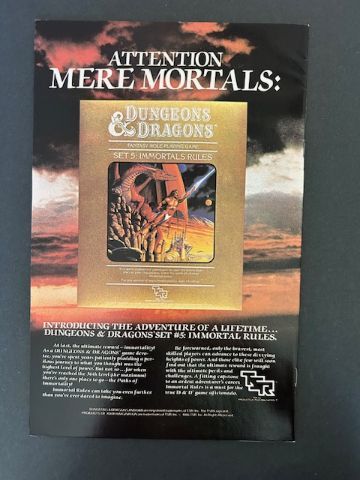 ATTENTION
MERE MORTALS:
DUNGEONS
& DRAGONS
FANTASY ROLE-PLAYING GAME
SET 5: IMMORTALS RULES
INTRODUCING THE ADVENTURE OF A LIFETIME...
DUNGEONS & DRAGONS SET #5: IMMORTAL RULES.
At last, the ultimate reward – immortality!
As a DUNGEONS & DRAGONS game devo-
tee, you've spent years patiently plodding a per-
ilous journey to what you thought was the
highest level of power. But not so...for when
you've reached the 36th level (the maximum)
there's only one place to go – the Paths of
Immortality!
Immortal Rules can take you even farther
than you've ever dared to imagine.
Be forewarned, only the bravest, most
skilled players can advance to these dizzying
heights of power. And those elite few will soon
find out that the ultimate reward is fraught
with the ultimate perils and
challenges. A fitting capstone
to an ardent adventurer's career,
Immortal Rules is a must for the
true D & D game aficionado.
TSR